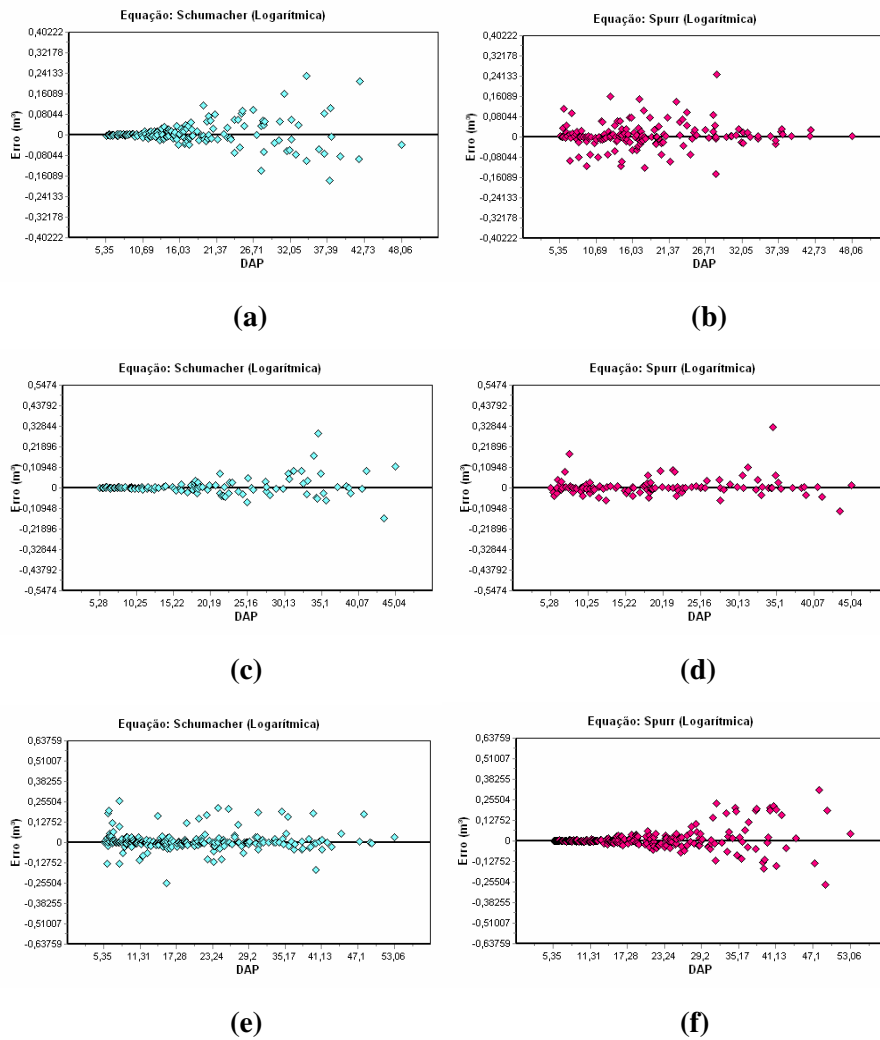 Equação: Schumacher (Logarítmica)
Erro (m³)
0,40222
0,32178
0,24133
0,16089
0,08044
0
-0,08044
-0,16089
-0,24133
-0,32178
-0,40222
5,35 10,69 16,03 21,37 26,71 32,05 37,39 42,73 48,06
DAP
(a)
Equação: Spurr (Logarítmica)
Erro (m³)
0,40222
0,32178
0,24133
0,16089
0,08044
0
-0,08044
-0,16089
-0,24133
-0,32178
-0,40222
5,35 10,69 16,03 21,37 26,71 32,05 37,39 42,73 48,06
DAP
(b)
Equação: Schumacher (Logarítmica)
Erro (m³)
0,5474
0,43792
0,32844
0,21896
0,10948
0
-0,10948
-0,21896
-0,32844
-0,43792
-0,5474
5,28 10,25 15,22 20,19 25,16 30,13 35,1 40,07 45,04
DAP
(c)
Equação: Spurr (Logarítmica)
Erro (m³)
0,5474
0,43792
0,32844
0,21896
0,10948
0
-0,10948
-0,21896
-0,32844
-0,43792
-0,5474
5,28 10,25 15,22 20,19 25,16 30,13 35,1 40,07 45,04
DAP
(d)
Equação: Schumacher (Logarítmica)
Erro (m³)
0,63759
0,51007
0,38255
0,25504
0,12752
0
-0,12752
-0,25504
-0,38255
-0,51007
-0,63759
5,35 11,31 17,28 23,24 29,2 35,17 41,13 47,1 53,06
DAP
(e)
Equação: Spurr (Logarítmica)
Erro (m³)
0,63759
0,51007
0,38255
0,25504
0,12752
0
-0,12752
-0,25504
-0,38255
-0,51007
-0,63759
5,35 11,31 17,28 23,24 29,2 35,17 41,13 47,1 53,06
DAP
(f)